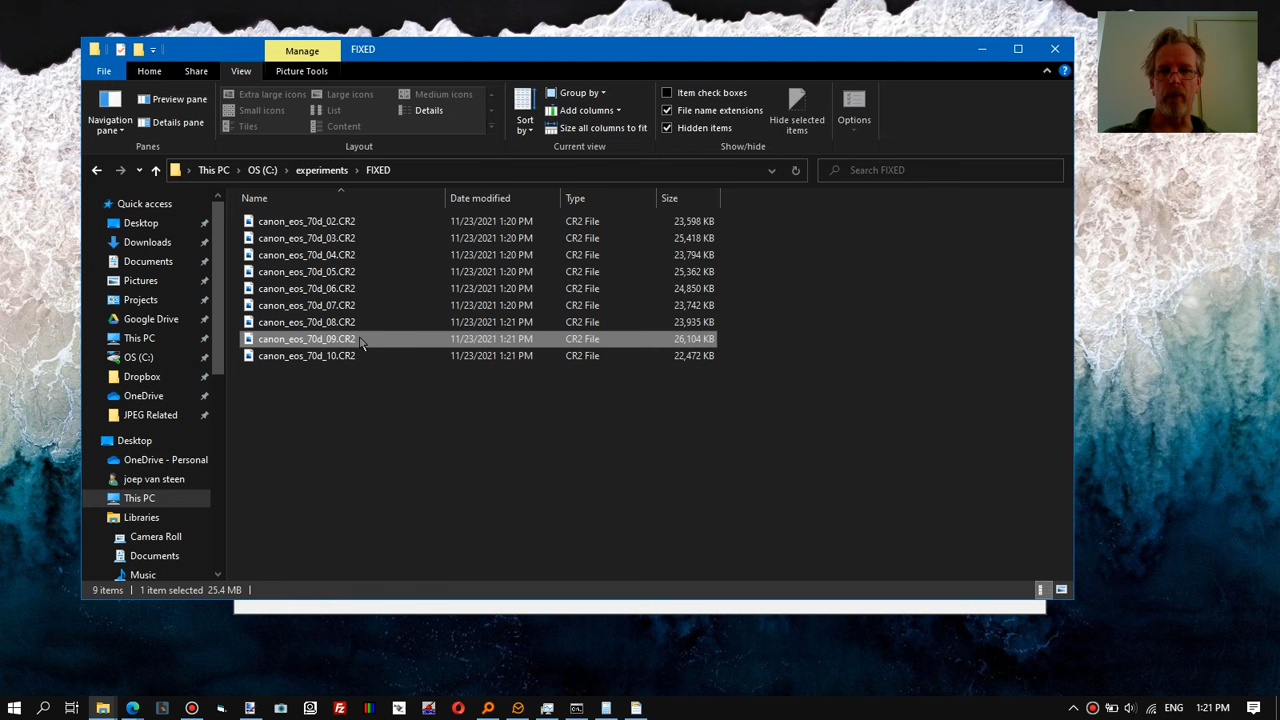 Manage
FIXED
File
Home
Share
View
Picture Tools
Navigation pane
Preview pane
Details pane
Panes
Extra large icons
Large icons
Medium icons
Small icons
List
Details
Tiles
Content
Layout
Sort by
Group by
Add columns
Size all columns to fit
Current view
Item check boxes
File name extensions
Hidden items
Hide selected items
Show/hide
Options
This PC > OS (C:) > experiments > FIXED
Search FIXED
Name Date modified Type Size
canon_eos_70d_02.CR2 11/23/2021 1:20 PM CR2 File 23,598 KB
canon_eos_70d_03.CR2 11/23/2021 1:20 PM CR2 File 25,418 KB
canon_eos_70d_04.CR2 11/23/2021 1:20 PM CR2 File 23,794 KB
canon_eos_70d_05.CR2 11/23/2021 1:20 PM CR2 File 25,362 KB
canon_eos_70d_06.CR2 11/23/2021 1:20 PM CR2 File 24,850 KB
canon_eos_70d_07.CR2 11/23/2021 1:20 PM CR2 File 23,742 KB
canon_eos_70d_08.CR2 11/23/2021 1:21 PM CR2 File 23,935 KB
canon_eos_70d_09.CR2 11/23/2021 1:21 PM CR2 File 26,104 KB
canon_eos_70d_10.CR2 11/23/2021 1:21 PM CR2 File 22,472 KB
Quick access
Desktop
Downloads
Documents
Pictures
Projects
Google Drive
This PC
OS (C:)
Dropbox
OneDrive
JPEG Related
Desktop
OneDrive - Personal
joep van steen
This PC
Libraries
Camera Roll
Documents
Music
9 items 1 item selected 25.4 MB
ENG 1:21 PM